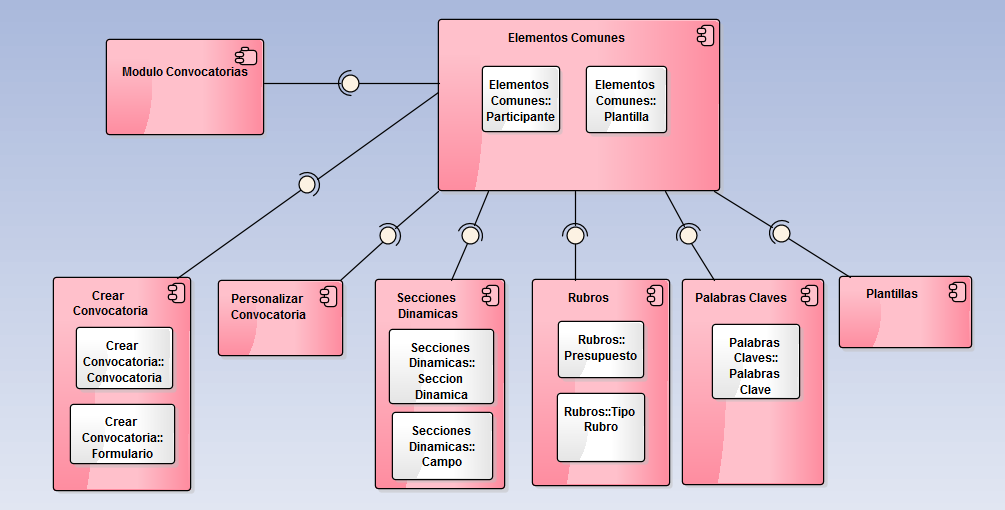 Modulo Convocatorias
Elementos Comunes
Elementos
Comunes::
Participante
Elementos
Comunes::
Plantilla
Crear
Convocatoria
Crear
Convocatoria::
Convocatoria
Crear
Convocatoria::
Formulario
Personalizar
Convocatoria
Secciones
Dinamicas
Secciones
Dinamicas::
Seccion
Dinamica
Secciones
Dinamicas::
Campo
Rubros
Rubros::
Presupuesto
Rubros::Tipo
Rubro
Palabras Claves
Palabras
Claves::
Palabras
Clave
Plantillas